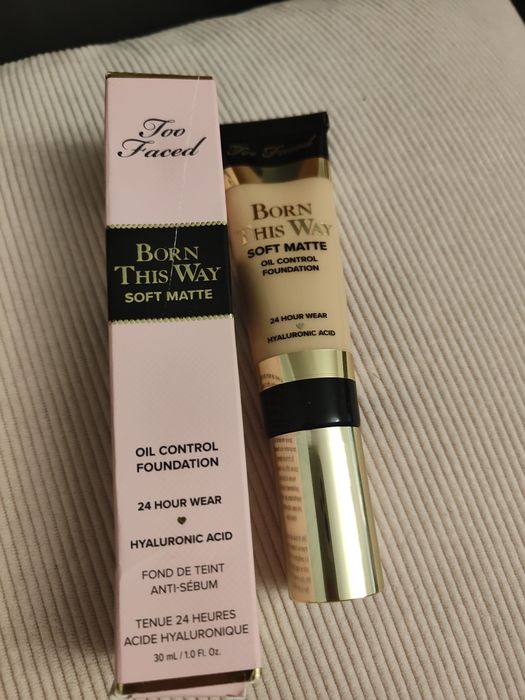 Too
Faced
BORN
THIS WAY
SOFT MATTE
OIL CONTROL
FOUNDATION
24 HOUR WEAR
HYALURONIC ACID
FOND DE TEINT
ANTI-SÉBUM
TENUE 24 HEURES
ACIDE HYALURONIQUE
30 mL / 1.0 Fl. Oz.
Too Faced
BORN
THIS WAY
SOFT MATTE
OIL CONTROL
FOUNDATION
24 HOUR WEAR
HYALURONIC ACID